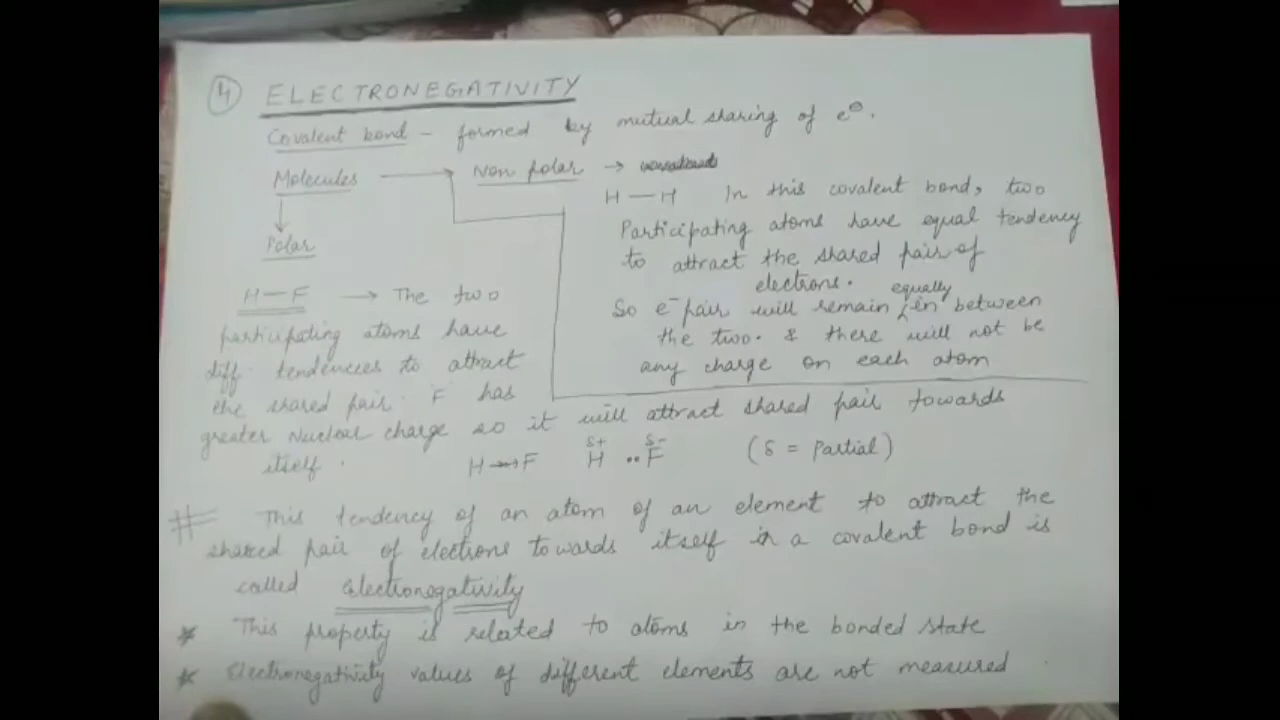 4 ELECTRONEGATIVITY
Covalent bond - formed by mutual sharing of e⊖.
Molecules → Non polar →
H—H In this covalent bond, two
Participating atoms have equal tendency
to attract the shared pair of
electrons.
So e⁻ pair will remain equally in between
the two. & there will not be
any charge on each atom
Polar
H—F → The two
participating atoms have
diff tendencies to attract
the shared pair. F has
greater Nuclear charge so it will attract shared pair towards
itself.
H→F
δ+ δ-
H ••F (δ = Partial)
# This tendency of an atom of an element to attract the
shared pair of electrons towards itself in a covalent bond is
called electronegativity
* This property is related to atoms in the bonded state
* Electronegativity values of different elements are not measured